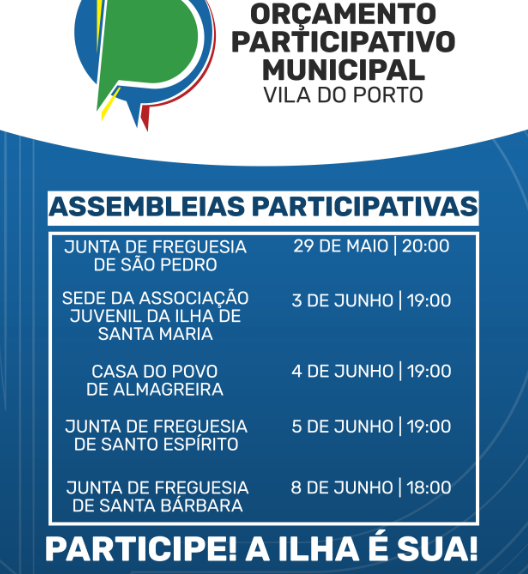 ORÇAMENTO
PARTICIPATIVO
MUNICIPAL
VILA DO PORTO
ASSEMBLEIAS PARTICIPATIVAS
JUNTA DE FREGUESIA
DE SÃO PEDRO
29 DE MAIO | 20:00
SEDE DA ASSOCIAÇÃO
JUVENIL DA ILHA DE
SANTA MARIA
3 DE JUNHO | 19:00
CASA DO POVO
DE ALMAGREIRA
4 DE JUNHO | 19:00
JUNTA DE FREGUESIA
DE SANTO ESPÍRITO
5 DE JUNHO | 19:00
JUNTA DE FREGUESIA
DE SANTA BÁRBARA
8 DE JUNHO | 18:00
PARTICIPE! A ILHA É SUA!